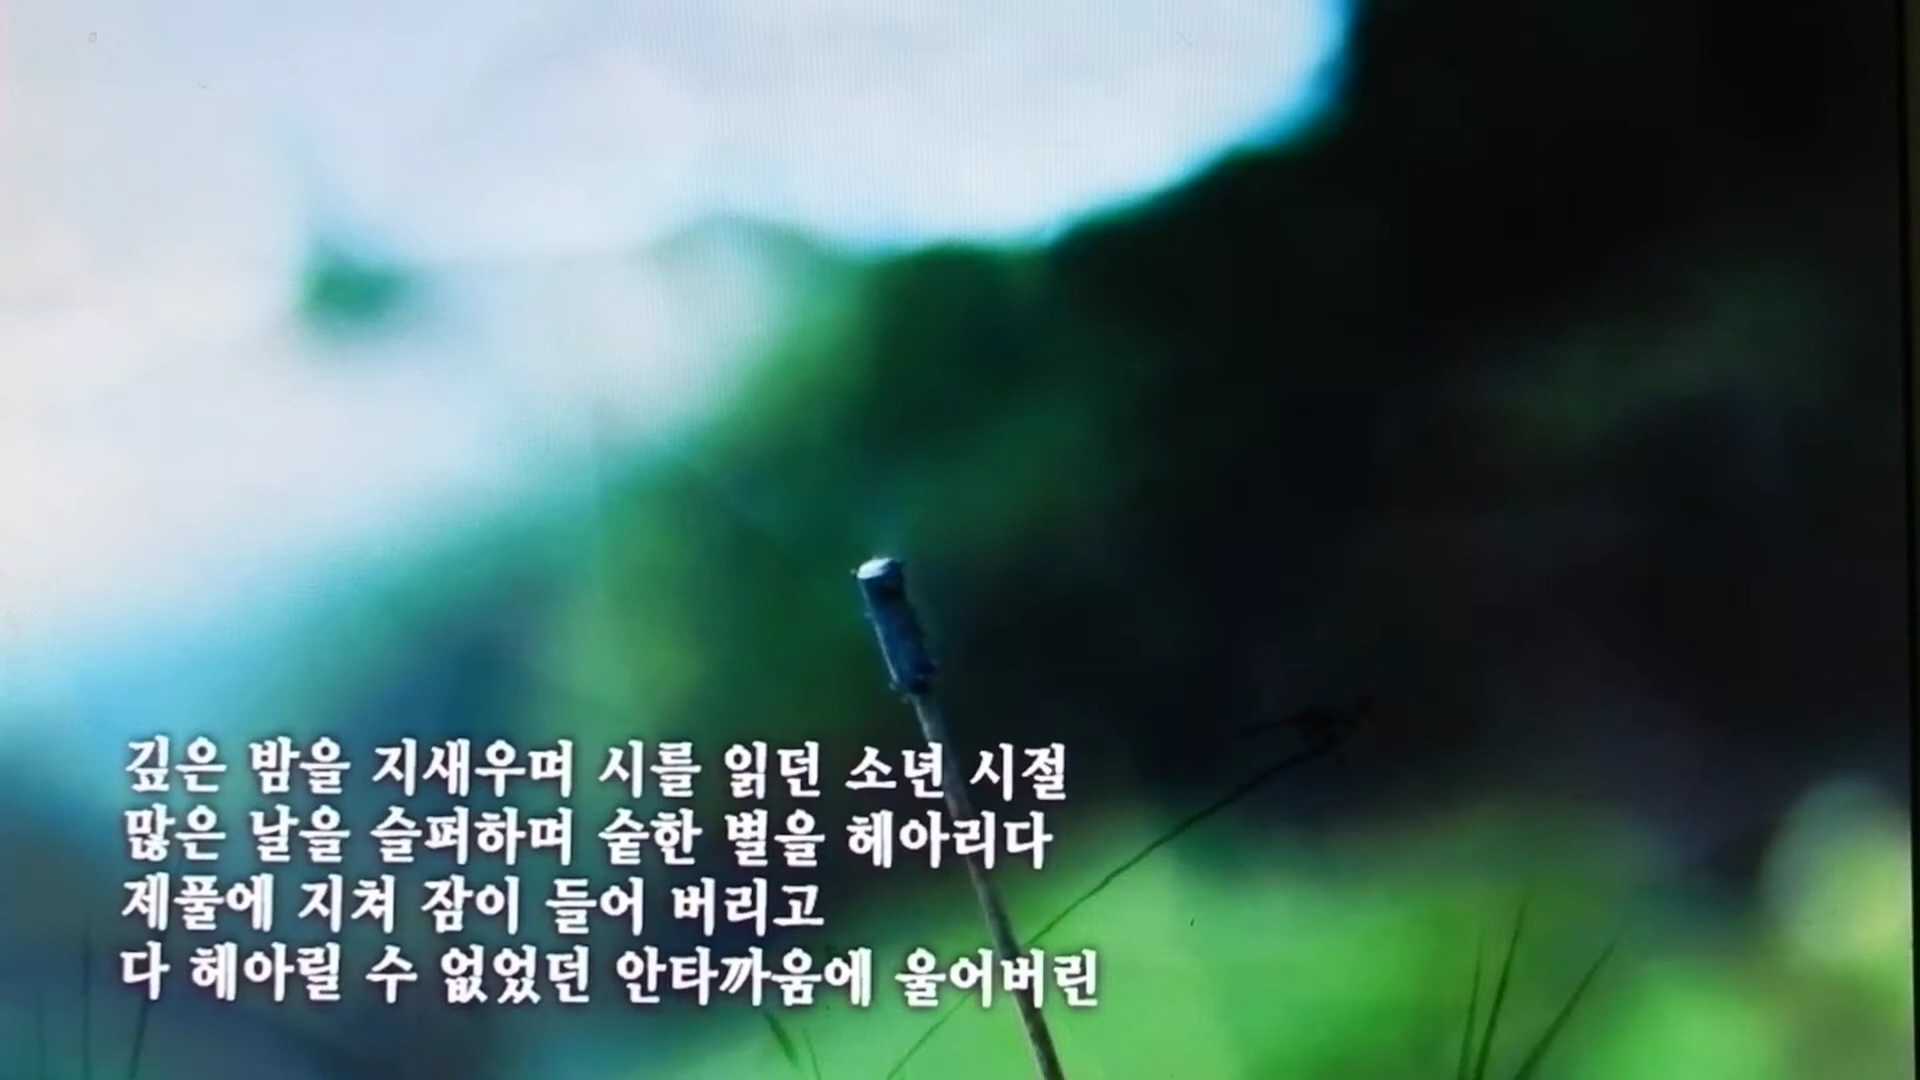 깊은 밤을 지새우며 시를 읽던 소년 시절
많은 날을 슬퍼하며 숱한 별을 헤아리다
제풀에 지쳐 잠이 들어 버리고
다 헤아릴 수 없었던 안타까움에 울어버린